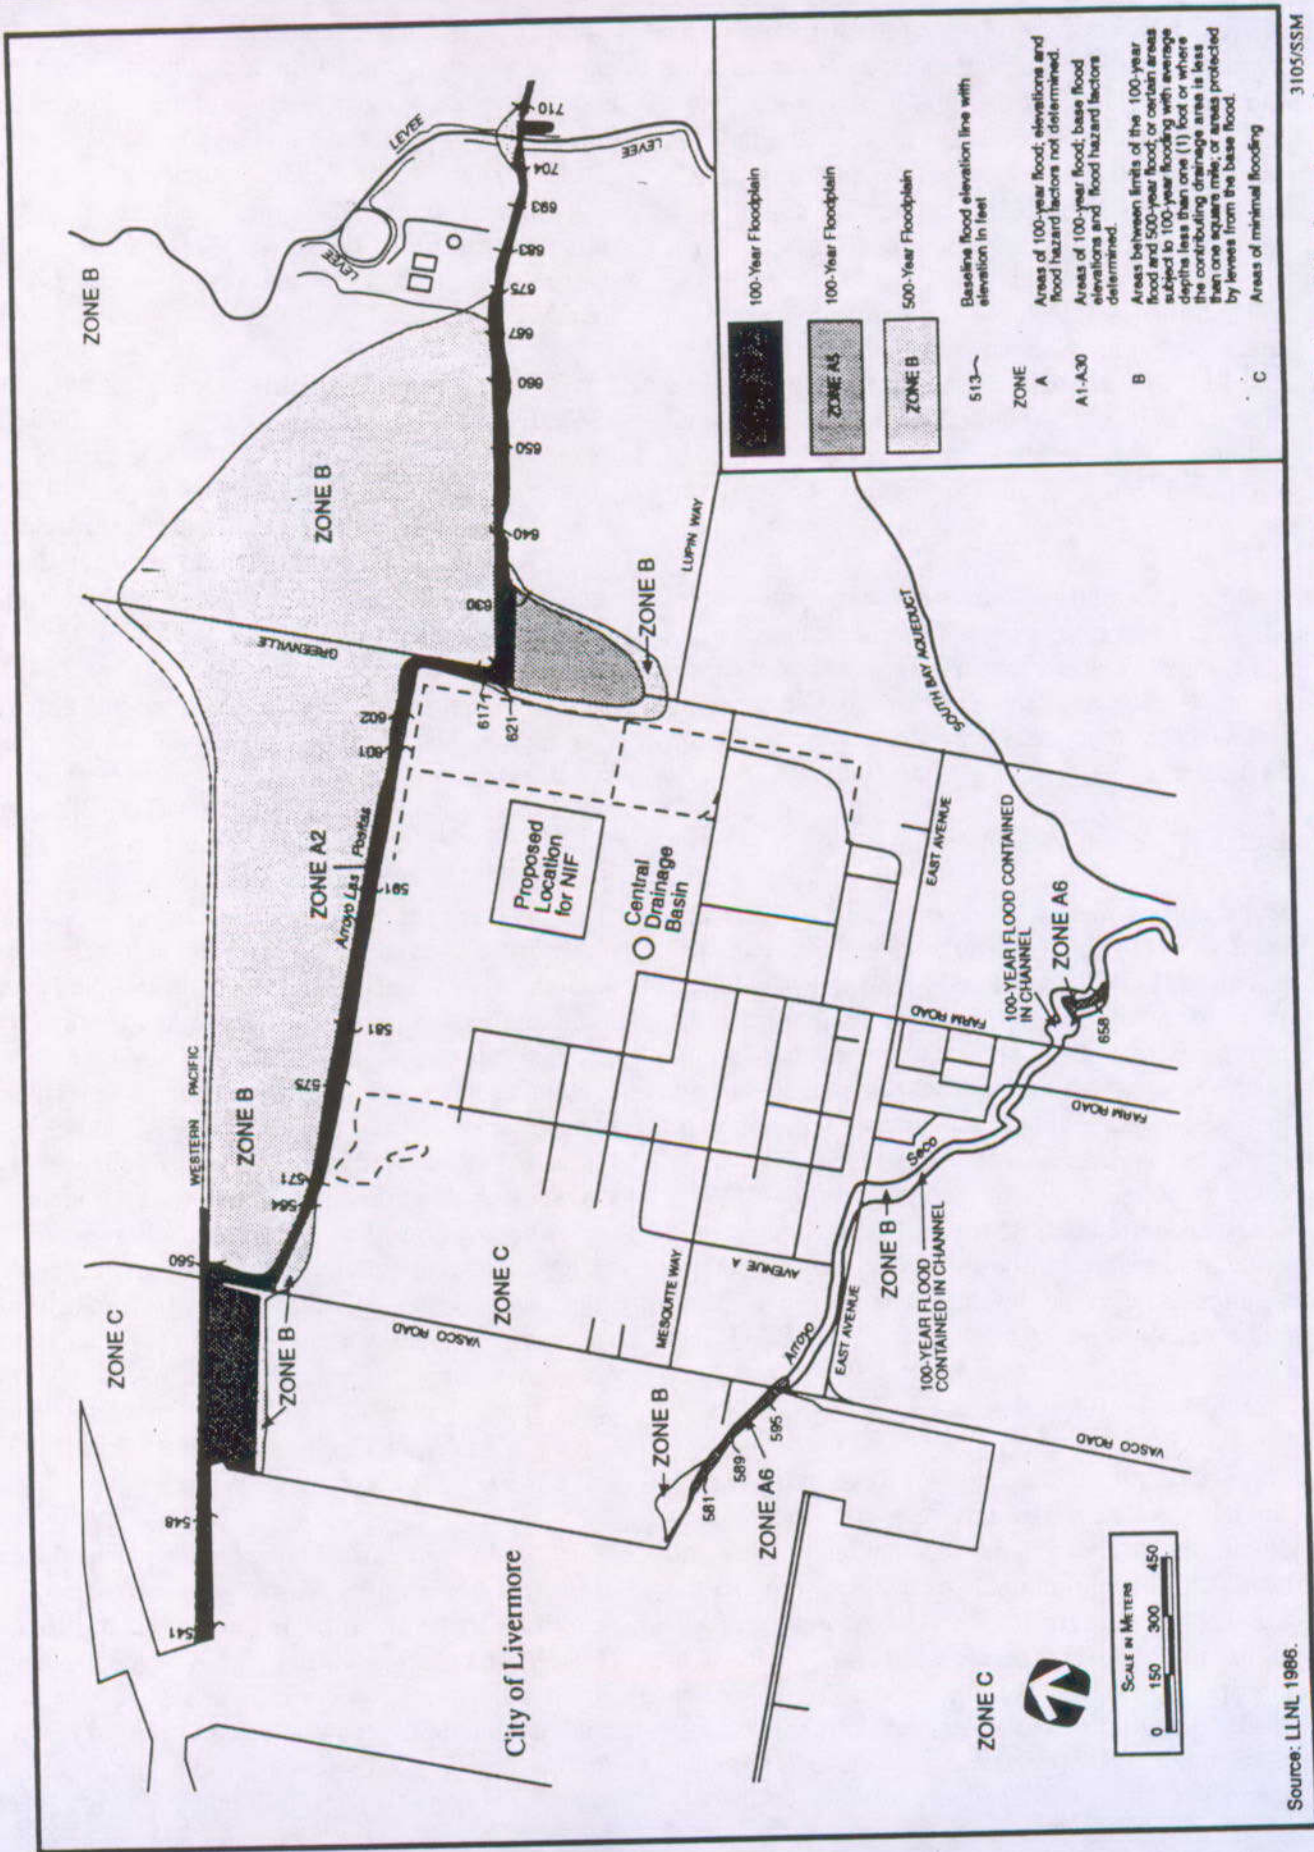 ZONE C
ZONE B
ZONE B
ZONE B
WESTERN PACIFIC
GREENVILLE
LEVEE
LEVEE
LEVEE
541
548
560
564
571
575
581
591
601
602
617
621
630
640
650
660
667
675
683
693
704
710
ZONE A2
Arroyo Las Positas
ZONE B
Proposed
Location
for NIF
Central
Drainage
Basin
ZONE B
LUPIN WAY
ZONE C
VASCO ROAD
MESQUITE WAY
AVENUE A
EAST AVENUE
SOUTH BAY AQUEDUCT
City of Livermore
ZONE B
581
589
595
ZONE A6
Arroyo
Seco
EAST AVENUE
ZONE B
100-YEAR FLOOD
CONTAINED IN CHANNEL
FARM ROAD
FARM ROAD
100-YEAR FLOOD CONTAINED
IN CHANNEL
ZONE A6
658
VASCO ROAD
ZONE C
SCALE IN METERS
0 150 300 450
100-Year Floodplain
ZONE A5
100-Year Floodplain
ZONE B
500-Year Floodplain
513
Baseline flood elevation line with
elevation in feet
ZONE
A
Areas of 100-year flood; elevations and
flood hazard factors not determined.
A1-A30
Areas of 100-year flood; base flood
elevations and flood hazard factors
determined.
B
Areas between limits of the 100-year
flood and 500-year flood; or certain areas
subject to 100-year flooding with average
depths less than one (1) foot or where
the contributing drainage area is less
than one square mile; or areas protected
by levees from the base flood.
C
Areas of minimal flooding
Source: LLNL 1986.
3105/SSM